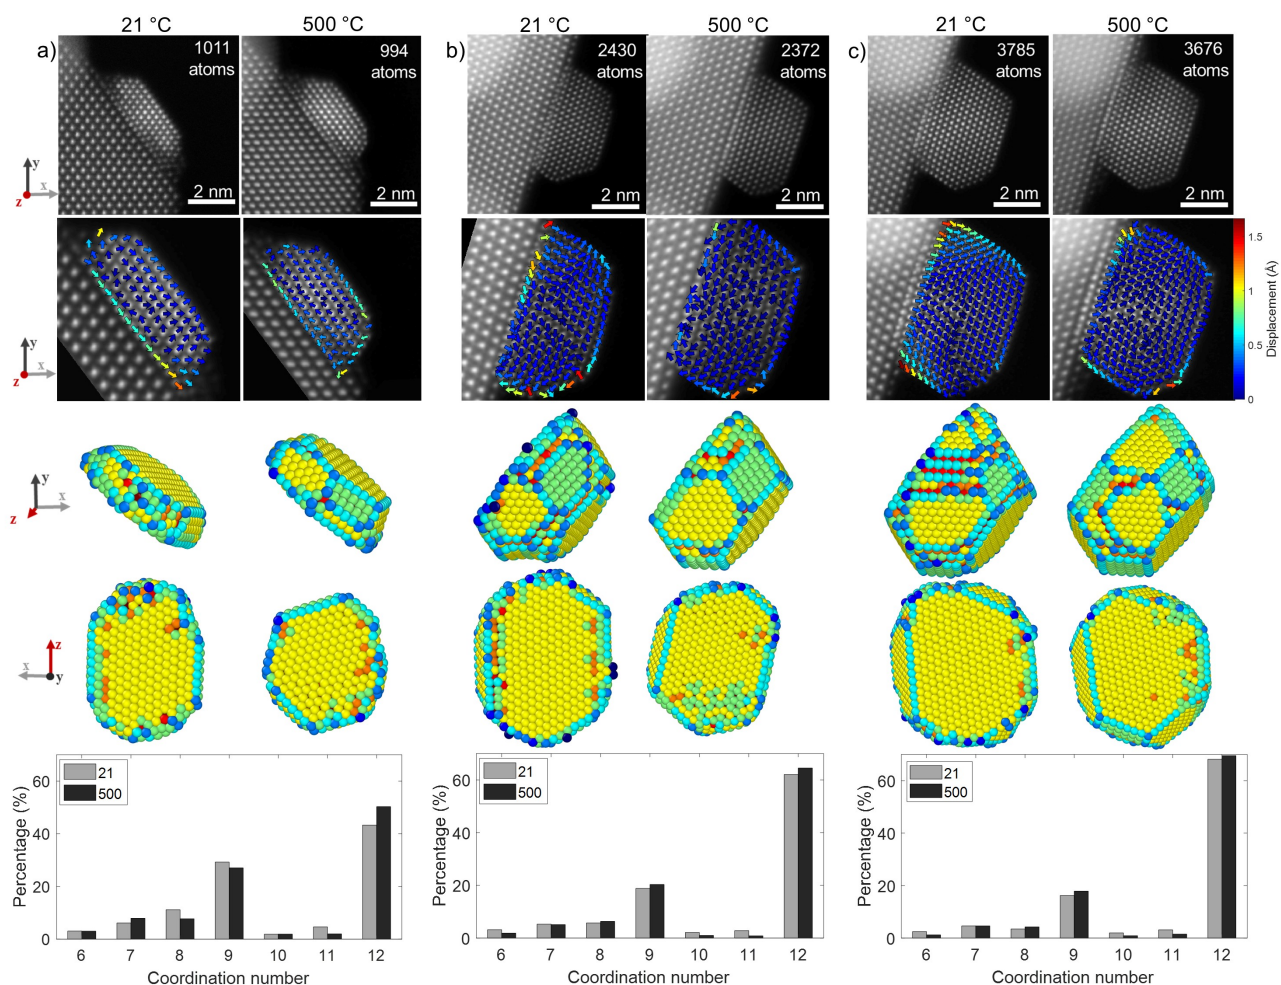 21 °C
500 °C
21 °C
500 °C
21 °C
500 °C
a)
1011
atoms
994
atoms
b)
2430
atoms
2372
atoms
c)
3785
atoms
3676
atoms
y
x
z
2 nm
2 nm
2 nm
2 nm
2 nm
2 nm
y
x
z
1.5
1
0.5
0
Displacement (Å)
y
x
z
z
x
y
60
40
20
0
Percentage (%)
21
500
6 7 8 9 10 11 12
Coordination number
60
40
20
0
Percentage (%)
21
500
6 7 8 9 10 11 12
Coordination number
60
40
20
0
Percentage (%)
21
500
6 7 8 9 10 11 12
Coordination number